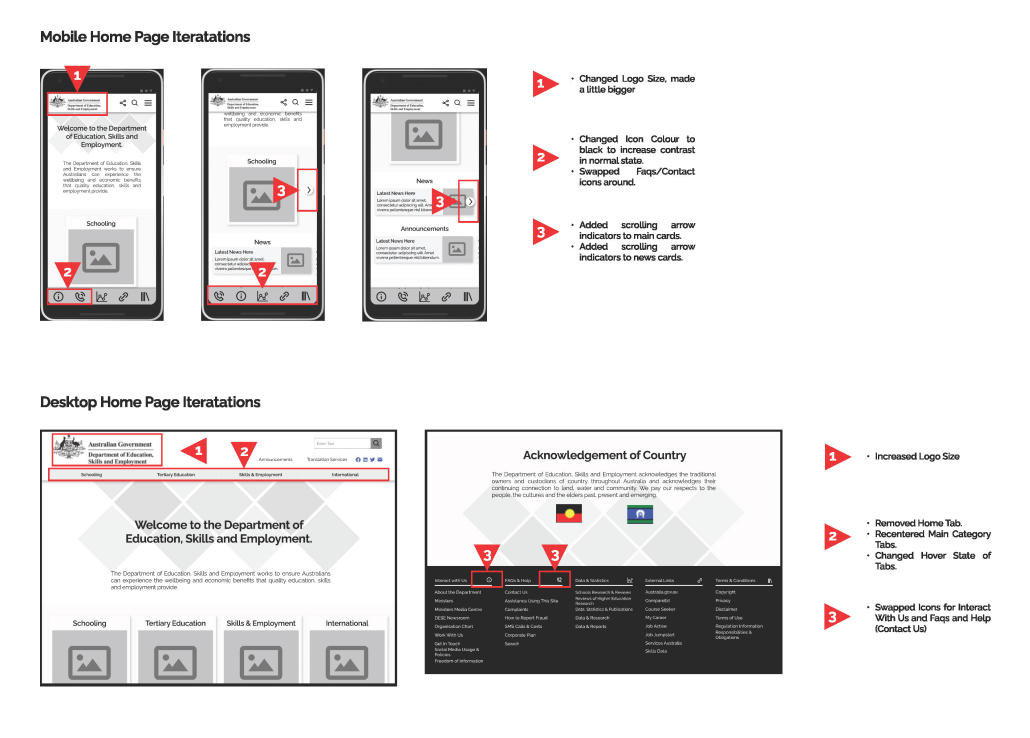 Mobile Home Page Iteratations
1
Australian Government
Department of Education,
Skills and Employment
Welcome to the Department
of Education, Skills and
Employment.
The Department of Education, Skills
and Employment works to ensure
Australians can experience the
wellbeing and economic benefits
that quality education, skills and
employment provide.
Schooling
2
Australian Government
Department of Education,
Skills and Employment
wellbeing and economic benefits
that quality education, skills and
employment provide.
Schooling
3
News
Latest News Here
Lorem ipsum dolor sit amet,
consectetur adipiscing elit. Amet
viverra pellentesque nisl bibendum.
2
Australian Government
Department of Education,
Skills and Employment
News
Latest News Here
Lorem ipsum dolor sit amet,
consectetur adipiscing elit. Amet
viverra pellentesque nisl bibendum.
3
Announcements
Latest News Here
Lorem ipsum dolor sit amet,
consectetur adipiscing elit. Amet
viverra pellentesque nisl bibendum.
1
• Changed Logo Size, made
a little bigger
2
• Changed Icon Colour to
black to increase contrast
in normal state.
• Swapped Faqs/Contact
icons around.
3
• Added scrolling arrow
indicators to main cards.
• Added scrolling arrow
indicators to news cards.
Desktop Home Page Iteratations
Australian Government
Department of Education,
Skills and Employment
1
2
Enter Text
Announcements
Translation Services
Schooling
Tertiary Education
Skills & Employment
International
Welcome to the Department of
Education, Skills and Employment.
The Department of Education, Skills and Employment works to ensure Australians
can experience the wellbeing and economic benefits that quality education, skills
and employment provide.
Schooling
Tertiary Education
Skills & Employment
International
Acknowledgement of Country
The Department of Education, Skills and Employment acknowledges the traditional
owners and custodians of country throughout Australia and acknowledges their
continuing connection to land, water and community. We pay our respects to the
people, the cultures and the elders past, present and emerging.
3
3
Interact with Us
About the Department
Ministers
Ministers Media Centre
DESE Newsroom
Organisation Chart
Work With Us
Get In Touch
Social Media Usage &
Policies
Freedom of Information
FAQs & Help
Contact Us
Assistance Using This Site
Complaints
How to Report Fraud
SMS Calls & Costs
Corporate Plan
Search
Data & Statistics
Schools Research & Reviews
Reviews of Higher Education
Research
Data, Statistics & Publications
Data & Research
Data & Reports
External Links
Australia.gov.au
CompareEd
Course Seeker
My Career
Job Active
Job Jumpstart
Services Australia
Skills Data
Terms & Conditions
Copyright
Privacy
Disclaimer
Terms of Use
Regulation Information
Responsibilities &
Obligations
1
• Increased Logo Size
2
• Removed Home Tab.
• Recentered Main Category
Tabs.
• Changed Hover State of
Tabs.
3
• Swapped Icons for Interact
With Us and Faqs and Help
(Contact Us)